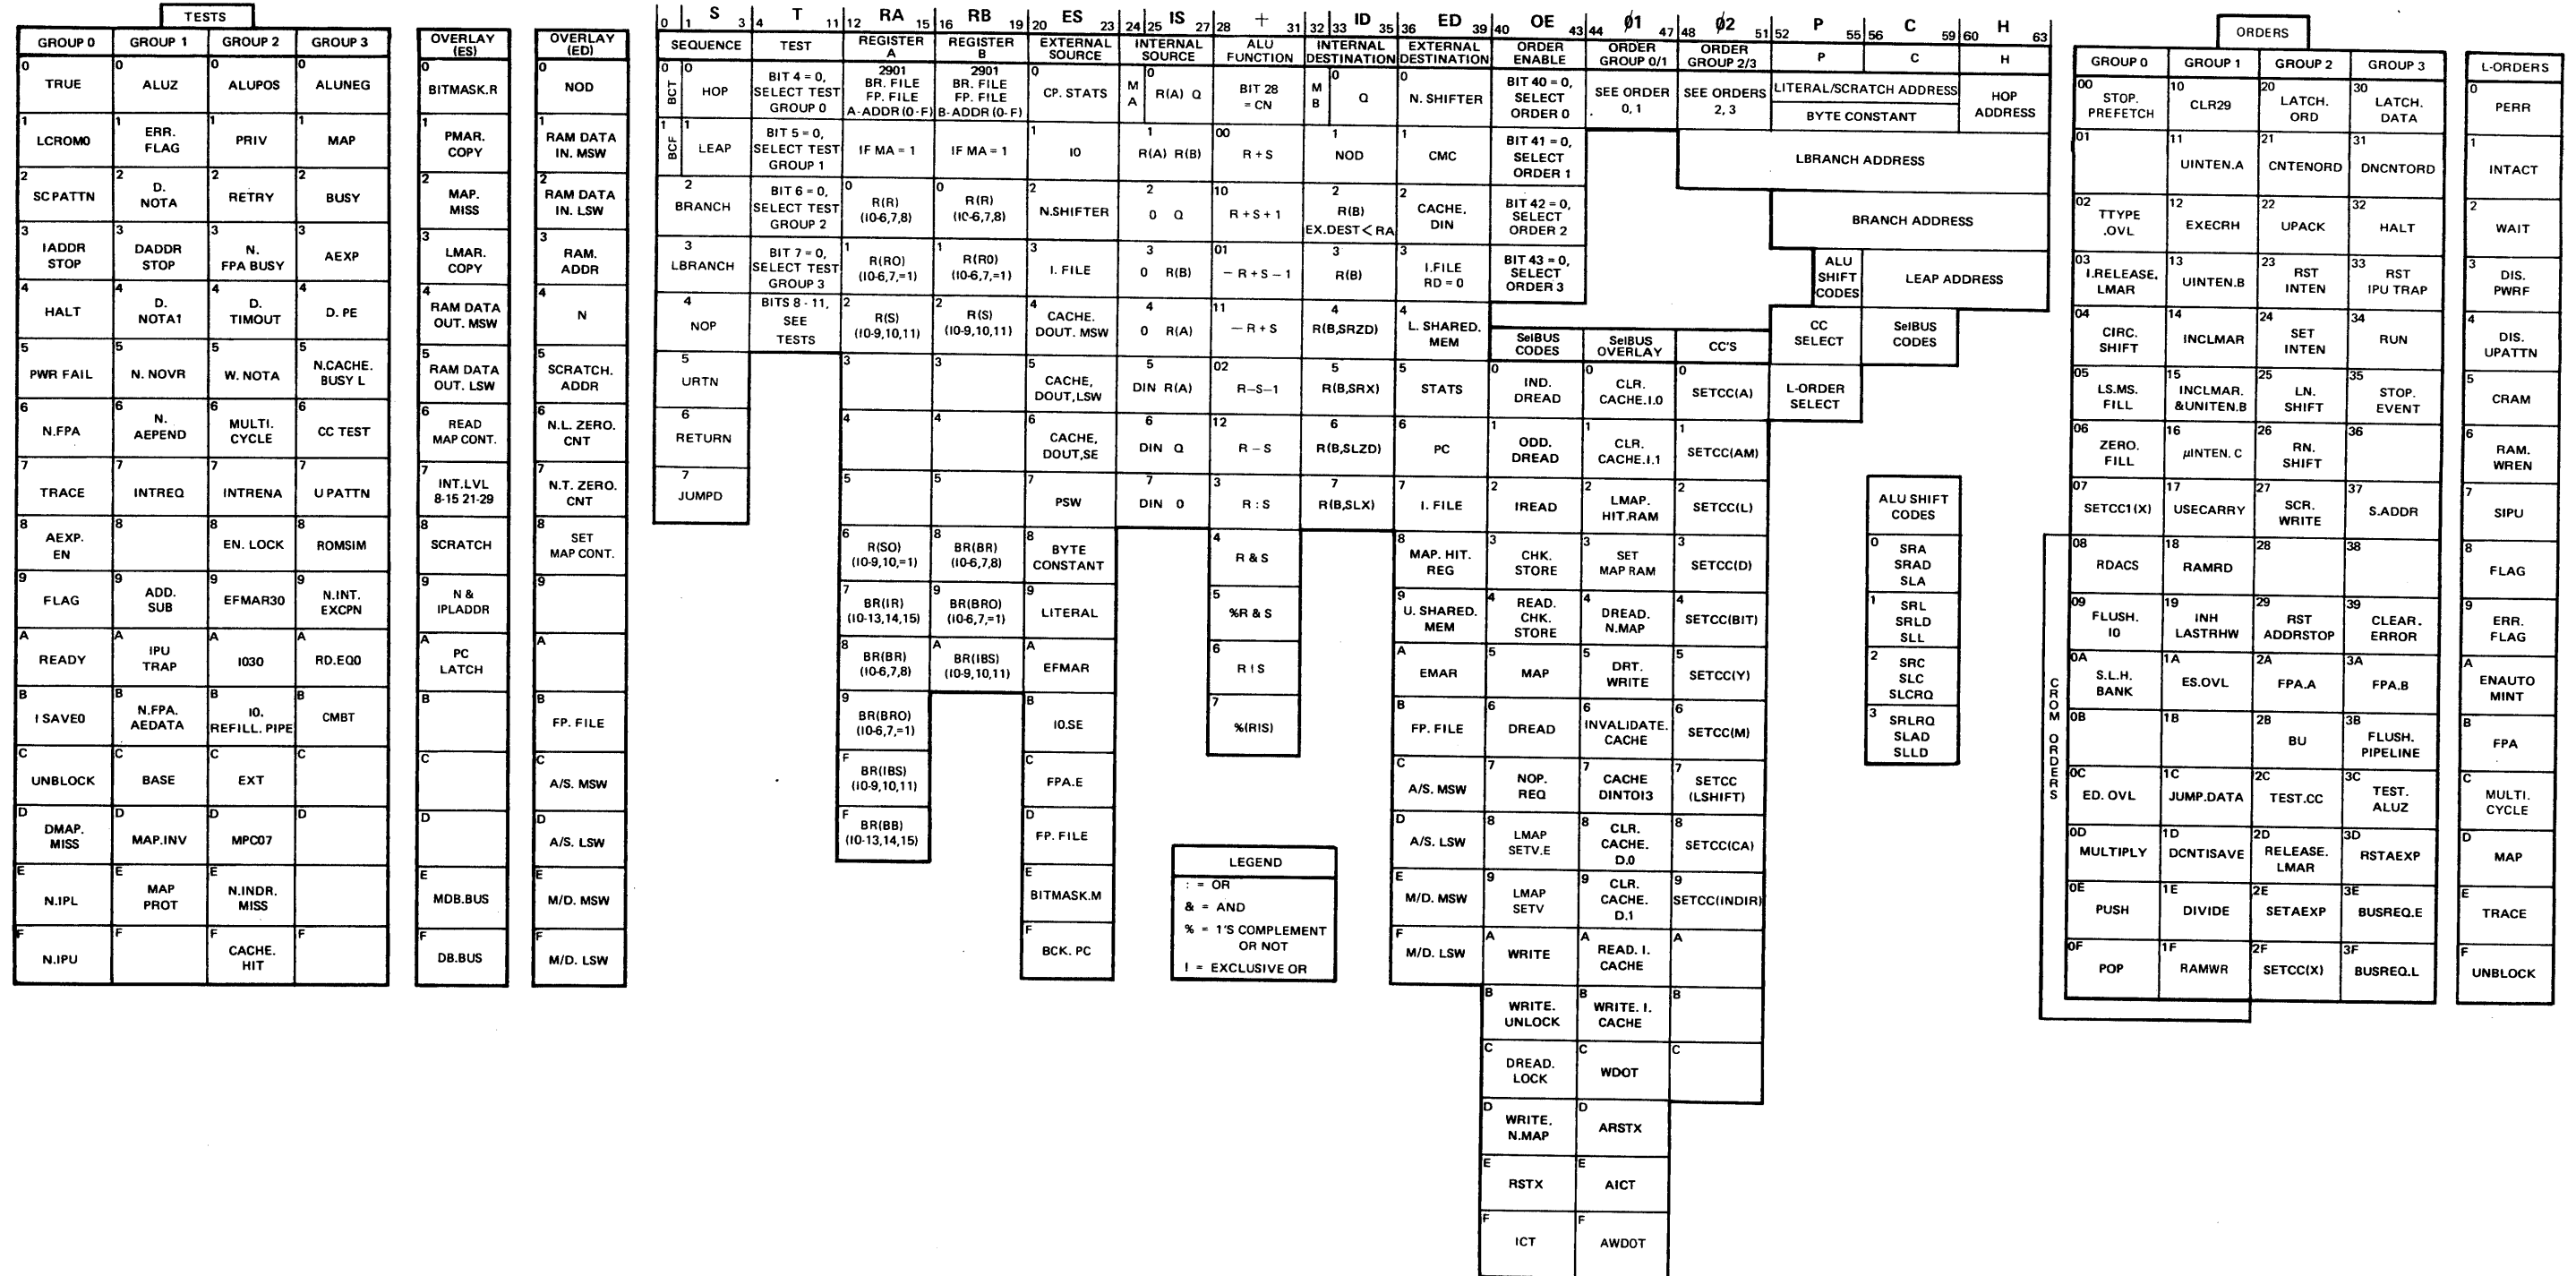 TESTS
GROUP 0 GROUP 1 GROUP 2 GROUP 3
0 TRUE 0 ALUZ 0 ALUPOS 0 ALUNEG
1 LCROM0 1 ERR. FLAG 1 PRIV 1 MAP
2 SCPATTN 2 D. NOTA 2 RETRY 2 BUSY
3 IADDR STOP 3 DADDR STOP 3 N. FPA BUSY 3 AEXP
4 HALT 4 D. NOTA1 4 D. TIMOUT 4 D. PE
5 PWR FAIL 5 N. NOVR 5 W. NOTA 5 N.CACHE. BUSY L
6 N.FPA 6 N. AEPEND 6 MULTI. CYCLE 6 CC TEST
7 TRACE 7 INTREQ 7 INTRENA 7 U PATTN
8 AEXP. EN 8 8 EN. LOCK 8 ROMSIM
9 FLAG 9 ADD. SUB 9 EFMAR30 9 N.INT. EXCPN
A READY A IPU TRAP A I030 A RD.EQ0
B I SAVE0 B N.FPA. AEDATA B I0. REFILL. PIPE B CMBT
C UNBLOCK C BASE C EXT C
D DMAP. MISS D MAP.INV D MPC07 D
E N.IPL E MAP PROT E N.INDR. MISS E
F N.IPU F F CACHE. HIT F
OVERLAY (ES)
0 BITMASK.R
1 PMAR. COPY
2 MAP. MISS
3 LMAR. COPY
4 RAM DATA OUT. MSW
5 RAM DATA OUT. LSW
6 READ MAP CONT.
7 INT.LVL 8-15 21-29
8 SCRATCH
9 N & IPLADDR
A PC LATCH
B
C
D
E MDB.BUS
F DB.BUS
OVERLAY (ED)
0 NOD
1 RAM DATA IN. MSW
2 RAM DATA IN. LSW
3 RAM. ADDR
4 N
5 SCRATCH. ADDR
6 N.L. ZERO. CNT
7 N.T. ZERO. CNT
8 SET MAP CONT.
9
A
B FP. FILE
C A/S. MSW
D A/S. LSW
E M/D. MSW
F M/D. LSW
0 1 S 3 4 T 11 12 RA 15 16 RB 19 20 ES 23 24 25 IS 27 28 + 31 32 33 ID 35 36 ED 39 40 OE 43 44 Ø1 47 48 Ø2 51 52 P 55 56 C 59 60 H 63
SEQUENCE
0 BCT
1 BCF
0 HOP
1 LEAP
2 BRANCH
3 LBRANCH
4 NOP
5 URTN
6 RETURN
7 JUMPD
TEST
BIT 4 = 0, SELECT TEST GROUP 0
BIT 5 = 0, SELECT TEST GROUP 1
BIT 6 = 0, SELECT TEST GROUP 2
BIT 7 = 0, SELECT TEST GROUP 3
BITS 8 - 11, SEE TESTS
REGISTER A
2901 BR. FILE FP. FILE A-ADDR (0-F)
IF MA = 1
0 R(R) (I0-6,7,8)
1 R(RO) (I0-6,7,=1)
2 R(S) (I0-9,10,11)
3
4
5
6 R(SO) (I0-9,10,=1)
7 BR(IR) (I0-13,14,15)
8 BR(BR) (I0-6,7,8)
9 BR(BRO) (I0-6,7,=1)
F BR(IBS) (I0-9,10,11)
F BR(BB) (I0-13,14,15)
REGISTER B
2901 BR. FILE FP. FILE B-ADDR (0-F)
IF MA = 1
0 R(R) (IC-6,7,8)
1 R(R0) (I0-6,7,=1)
2 R(S) (I0-9,10,11)
3
4
5
8 BR(BR) (I0-6,7,8)
9 BR(BRO) (I0-6,7,=1)
A BR(IBS) (I0-9,10,11)
EXTERNAL SOURCE
0 CP. STATS
1 I0
2 N.SHIFTER
3 I. FILE
4 CACHE. DOUT. MSW
5 CACHE, DOUT,LSW
6 CACHE, DOUT,SE
7 PSW
8 BYTE CONSTANT
9 LITERAL
A EFMAR
B I0.SE
C FPA.E
D FP. FILE
E BITMASK.M
F BCK. PC
INTERNAL SOURCE
M A
0 R(A) Q
1 R(A) R(B)
2 0 Q
3 0 R(B)
4 0 R(A)
5 DIN R(A)
6 DIN Q
7 DIN 0
ALU FUNCTION
BIT 28 = CN
00 R + S
10 R + S + 1
01 – R + S – 1
11 – R + S
02 R–S–1
12 R – S
3 R : S
4 R & S
5 %R & S
6 R ! S
7 %(RIS)
INTERNAL DESTINATION
M B
0 Q
1 NOD
2 R(B) EX.DEST < RA
3 R(B)
4 R(B,SRZD)
5 R(B,SRX)
6 R(B,SLZD)
7 R(B,SLX)
EXTERNAL DESTINATION
0 N. SHIFTER
1 CMC
2 CACHE. DIN
3 I.FILE RD = 0
4 L. SHARED. MEM
5 STATS
6 PC
7 I. FILE
8 MAP. HIT. REG
9 U. SHARED. MEM
A EMAR
B FP. FILE
C A/S. MSW
D A/S. LSW
E M/D. MSW
F M/D. LSW
ORDER ENABLE
BIT 40 = 0, SELECT ORDER 0
BIT 41 = 0, SELECT ORDER 1
BIT 42 = 0, SELECT ORDER 2
BIT 43 = 0, SELECT ORDER 3
SelBUS CODES
0 IND. DREAD
1 ODD. DREAD
2 IREAD
3 CHK. STORE
4 READ. CHK. STORE
5 MAP
6 DREAD
7 NOP. REQ
8 LMAP SETV.E
9 LMAP SETV
A WRITE
B WRITE. UNLOCK
C DREAD. LOCK
D WRITE. N.MAP
E RSTX
F ICT
ORDER GROUP 0/1
SEE ORDER 0, 1
SelBUS OVERLAY
0 CLR. CACHE.I.0
1 CLR. CACHE.I.1
2 LMAP. HIT.RAM
3 SET MAP RAM
4 DREAD. N.MAP
5 DRT. WRITE
6 INVALIDATE. CACHE
7 CACHE DINTO13
8 CLR. CACHE. D.0
9 CLR. CACHE. D.1
A READ. I. CACHE
B WRITE. I. CACHE
C WDOT
D ARSTX
E AICT
F AWDOT
ORDER GROUP 2/3
SEE ORDERS 2, 3
CC'S
0 SETCC(A)
1 SETCC(AM)
2 SETCC(L)
3 SETCC(D)
4 SETCC(BIT)
5 SETCC(Y)
6 SETCC(M)
7 SETCC (LSHIFT)
8 SETCC(CA)
9 SETCC(INDIR)
A
B
C
P C H
LITERAL/SCRATCH ADDRESS
BYTE CONSTANT
HOP ADDRESS
LBRANCH ADDRESS
BRANCH ADDRESS
ALU SHIFT CODES
LEAP ADDRESS
CC SELECT
SelBUS CODES
L-ORDER SELECT
ALU SHIFT CODES
0 SRA SRAD SLA
1 SRL SRLD SLL
2 SRC SLC SLCRQ
3 SRLRQ SLAD SLLD
LEGEND
: = OR
& = AND
% = 1'S COMPLEMENT
OR NOT
! = EXCLUSIVE OR
ORDERS
GROUP 0 GROUP 1 GROUP 2 GROUP 3
00 STOP. PREFETCH 10 CLR29 20 LATCH. ORD 30 LATCH. DATA
01 11 UINTEN.A 21 CNTENORD 31 DNCNTORD
02 TTYPE .OVL 12 EXECRH 22 UPACK 32 HALT
03 I.RELEASE. LMAR 13 UINTEN.B 23 RST INTEN 33 RST IPU TRAP
04 CIRC. SHIFT 14 INCLMAR 24 SET INTEN 34 RUN
05 LS.MS. FILL 15 INCLMAR. &UNITEN.B 25 LN. SHIFT 35 STOP. EVENT
06 ZERO. FILL 16 µINTEN. C 26 RN. SHIFT 36
07 SETCC1(X) 17 USECARRY 27 SCR. WRITE 37 S.ADDR
CROM ORDERS
08 RDACS 18 RAMRD 28 38
09 FLUSH. I0 19 INH LASTRHW 29 RST ADDRSTOP 39 CLEAR. ERROR
0A S.L.H. BANK 1A ES.OVL 2A FPA.A 3A FPA.B
0B 1B 2B BU 3B FLUSH. PIPELINE
0C ED. OVL 1C JUMP.DATA 2C TEST.CC 3C TEST. ALUZ
0D MULTIPLY 1D DCNTISAVE 2D RELEASE. LMAR 3D RSTAEXP
0E PUSH 1E DIVIDE 2E SETAEXP 3E BUSREQ.E
0F POP 1F RAMWR 2F SETCC(X) 3F BUSREQ.L
L-ORDERS
0 PERR
1 INTACT
2 WAIT
3 DIS. PWRF
4 DIS. UPATTN
5 CRAM
6 RAM. WREN
7 SIPU
8 FLAG
9 ERR. FLAG
A ENAUTO MINT
B FPA
C MULTI. CYCLE
D MAP
E TRACE
F UNBLOCK